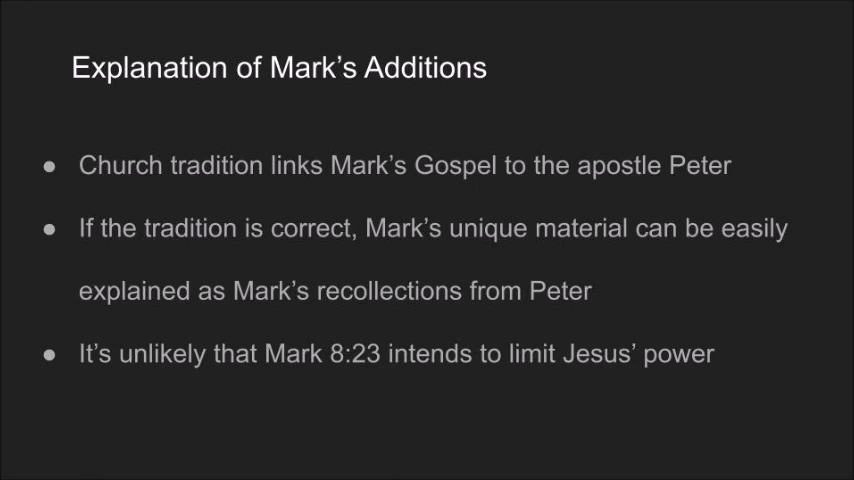 Explanation of Mark’s Additions
● Church tradition links Mark’s Gospel to the apostle Peter
● If the tradition is correct, Mark’s unique material can be easily
explained as Mark’s recollections from Peter
● It’s unlikely that Mark 8:23 intends to limit Jesus’ power